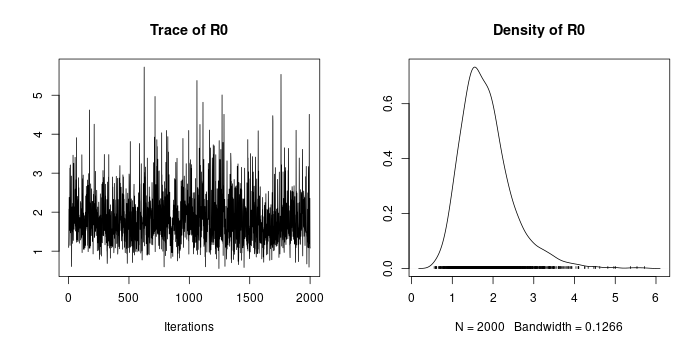 Trace of R0
5
4
3
2
1
0 500 1000 1500 2000
Iterations
Density of R0
0.6
0.4
0.2
0.0
0 1 2 3 4 5 6
N = 2000 Bandwidth = 0.1266